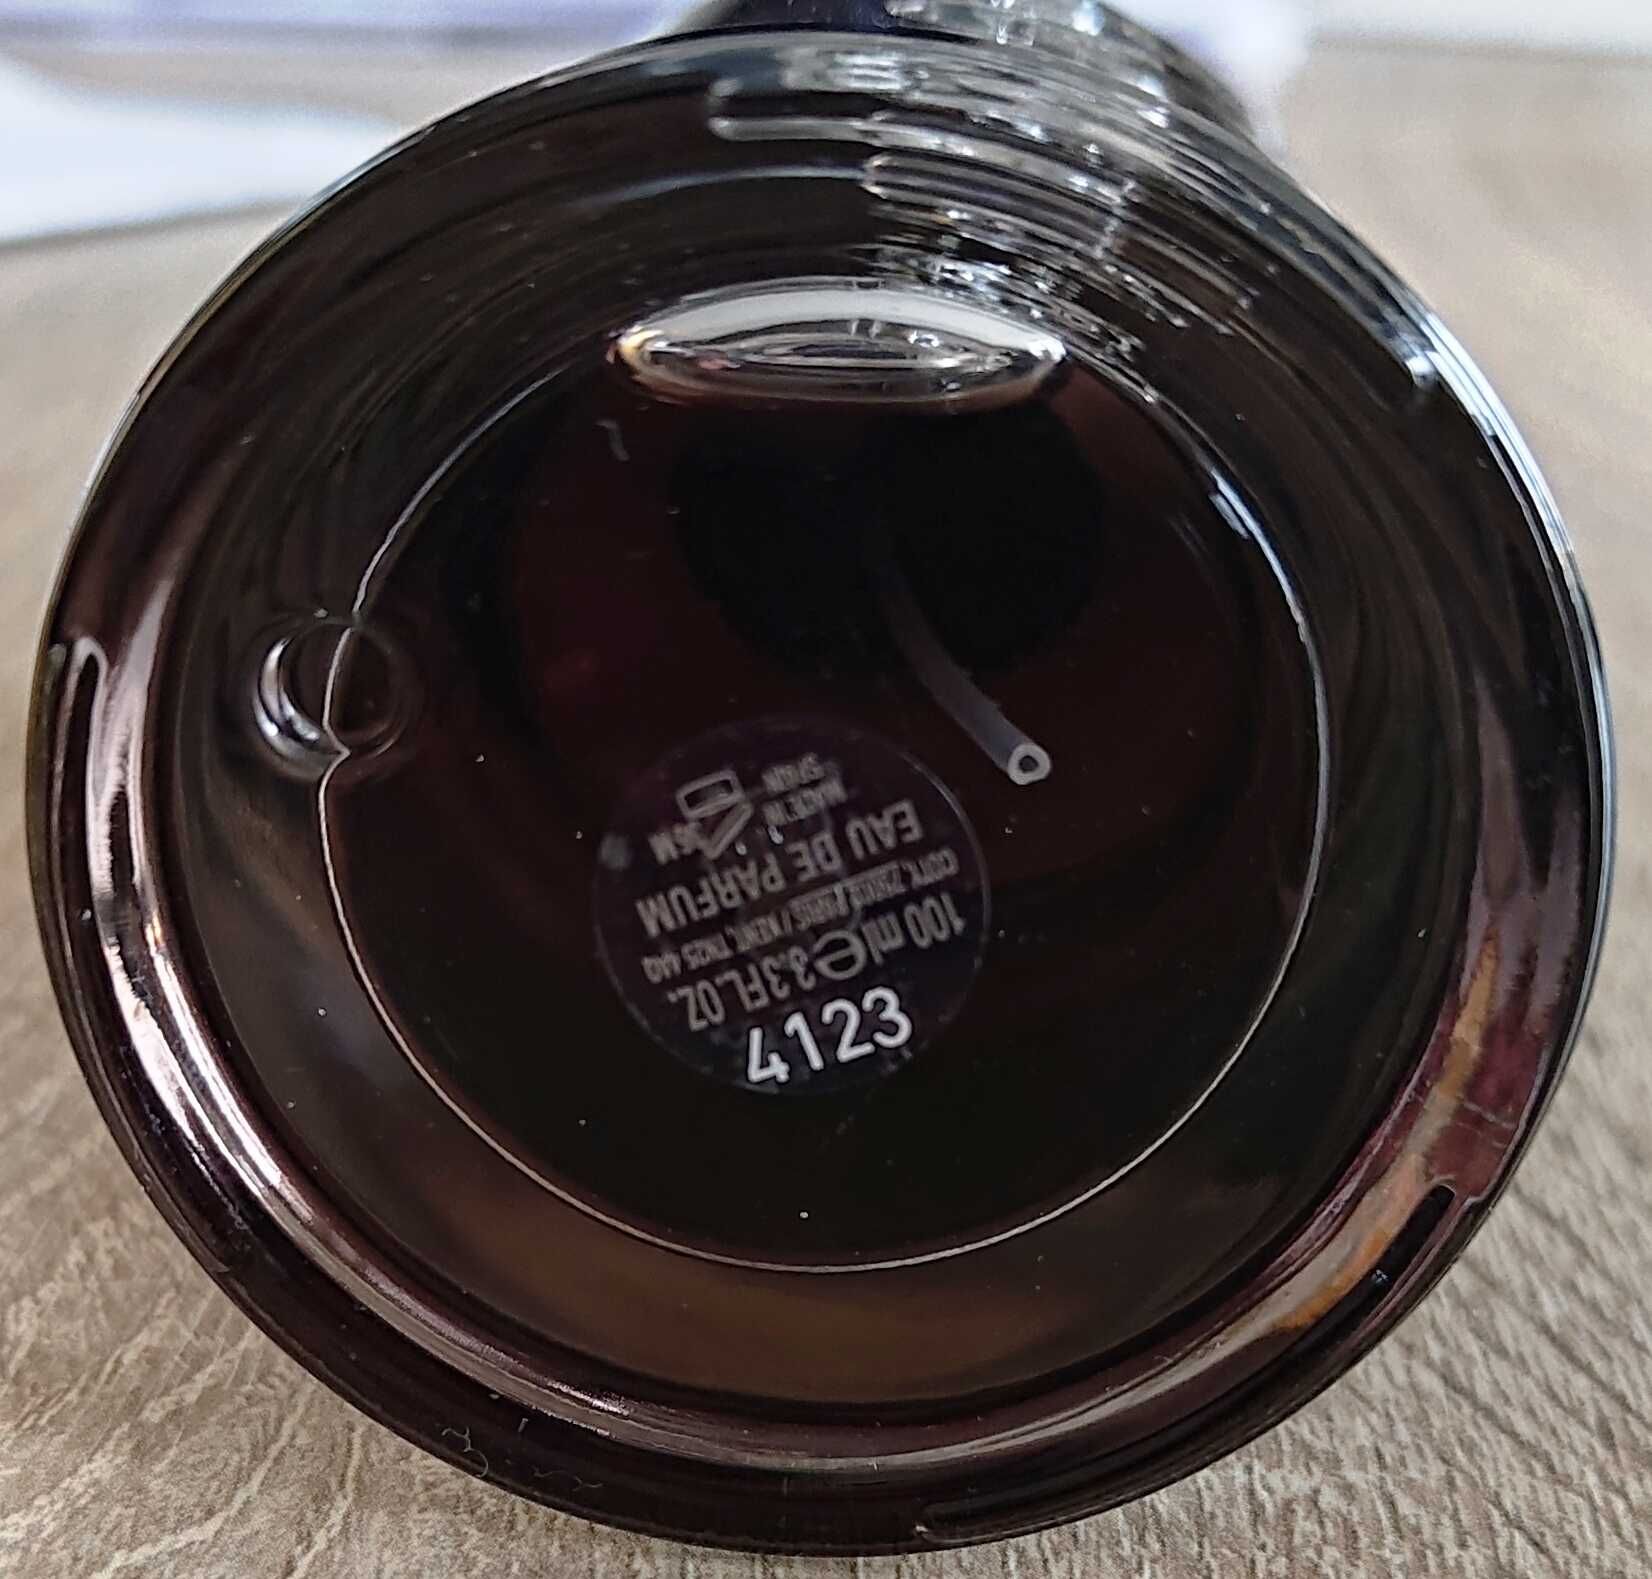 100 ml e 3.3 FL.OZ.
COTY, 75008 PARIS / KENT, TN25 4AQ
EAU DE PARFUM
MADE IN
SPAIN
36M
4123